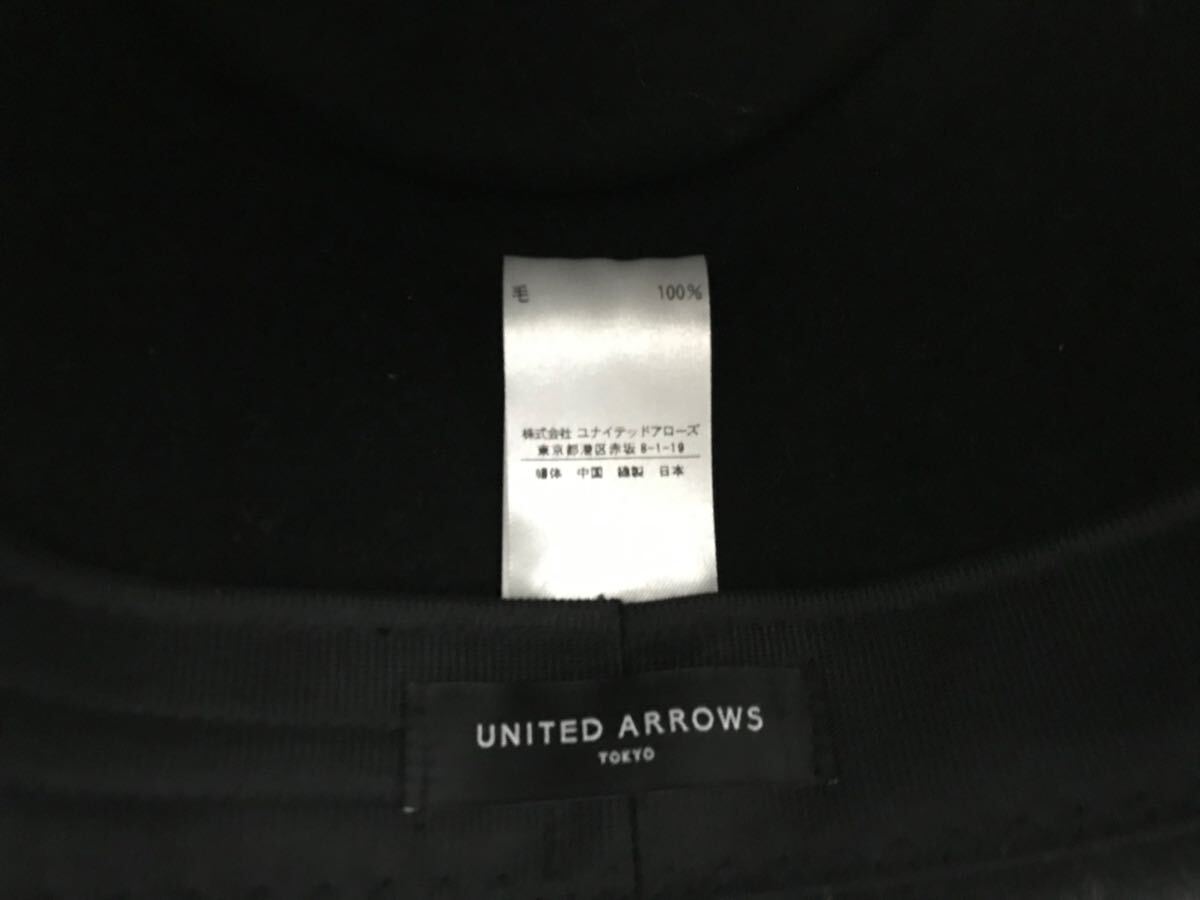 毛 100%
株式会社 ユナイテッドアローズ
東京都港区赤坂 8-1-19
帽体 中国 縫製 日本
UNITED ARROWS
TOKYO